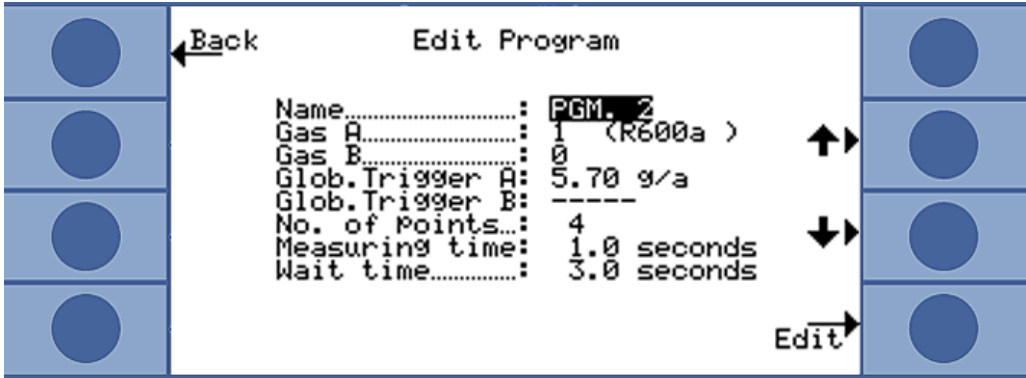 Back Edit Program
Name....................: PGM. 2
Gas A...................: 1 (R600a )
Gas B...................: 0
Glob.Trigger A: 5.70 g/a
Glob.Trigger B: -----
No. of points...: 4
Measuring time: 1.0 seconds
Wait time...............: 3.0 seconds
Edit